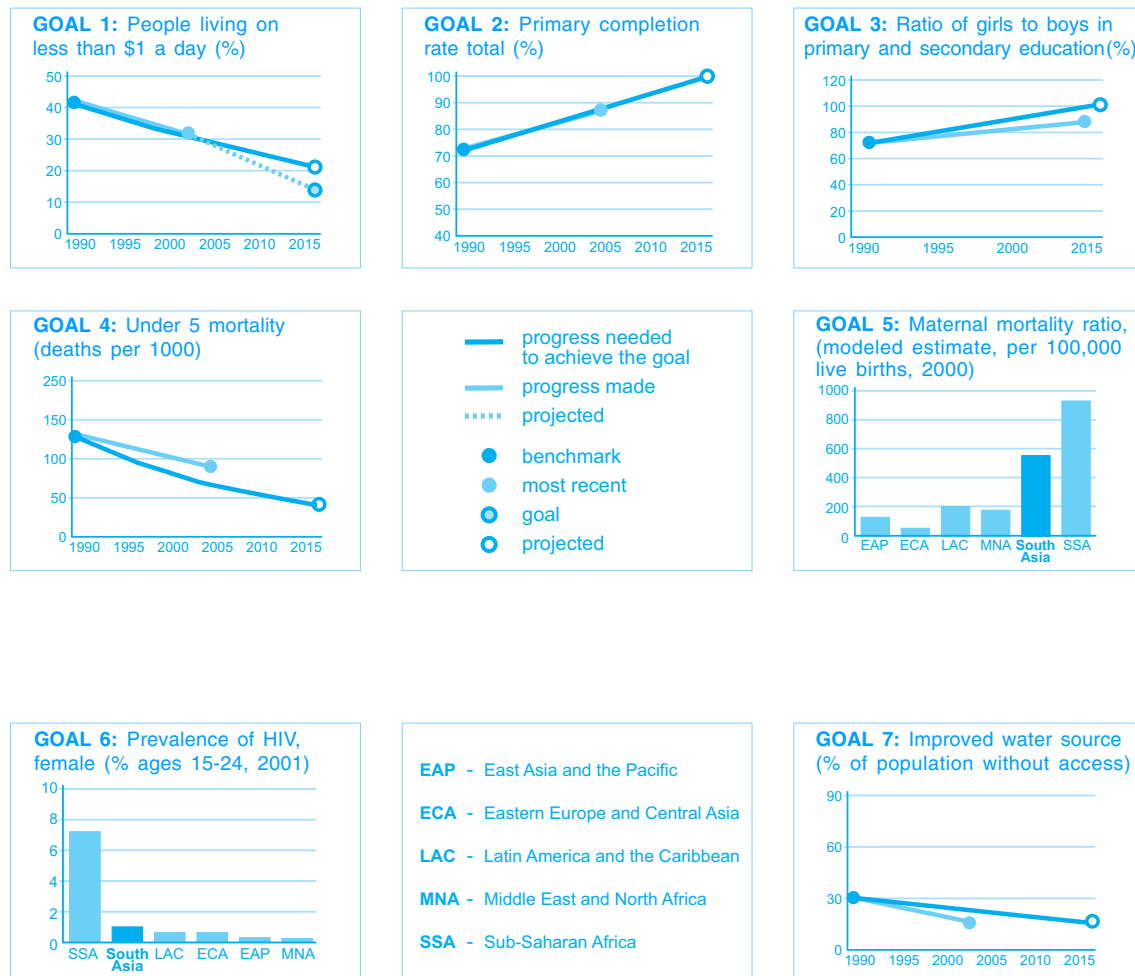 GOAL 1: People living on
less than $1 a day (%)
50
40
30
20
10
0
1990 1995 2000 2005 2010 2015
GOAL 2: Primary completion
rate total (%)
100
90
80
70
60
50
40
1990 1995 2000 2005 2010 2015
GOAL 3: Ratio of girls to boys in
primary and secondary education(%)
120
100
80
60
40
20
0
1990 1995 2000 2015
GOAL 4: Under 5 mortality
(deaths per 1000)
250
150
100
50
0
1990 1995 2000 2005 2010 2015
progress needed
to achieve the goal
progress made
projected
benchmark
most recent
goal
projected
GOAL 5: Maternal mortality ratio,
(modeled estimate, per 100,000
live births, 2000)
1000
800
600
400
200
0
EAP ECA LAC MNA South SSA
Asia
GOAL 6: Prevalence of HIV,
female (% ages 15-24, 2001)
10
8
6
4
2
0
SSA South LAC ECA EAP MNA
Asia
EAP - East Asia and the Pacific
ECA - Eastern Europe and Central Asia
LAC - Latin America and the Caribbean
MNA - Middle East and North Africa
SSA - Sub-Saharan Africa
GOAL 7: Improved water source
(% of population without access)
90
30
0
1990 1995 2000 2005 2010 2015